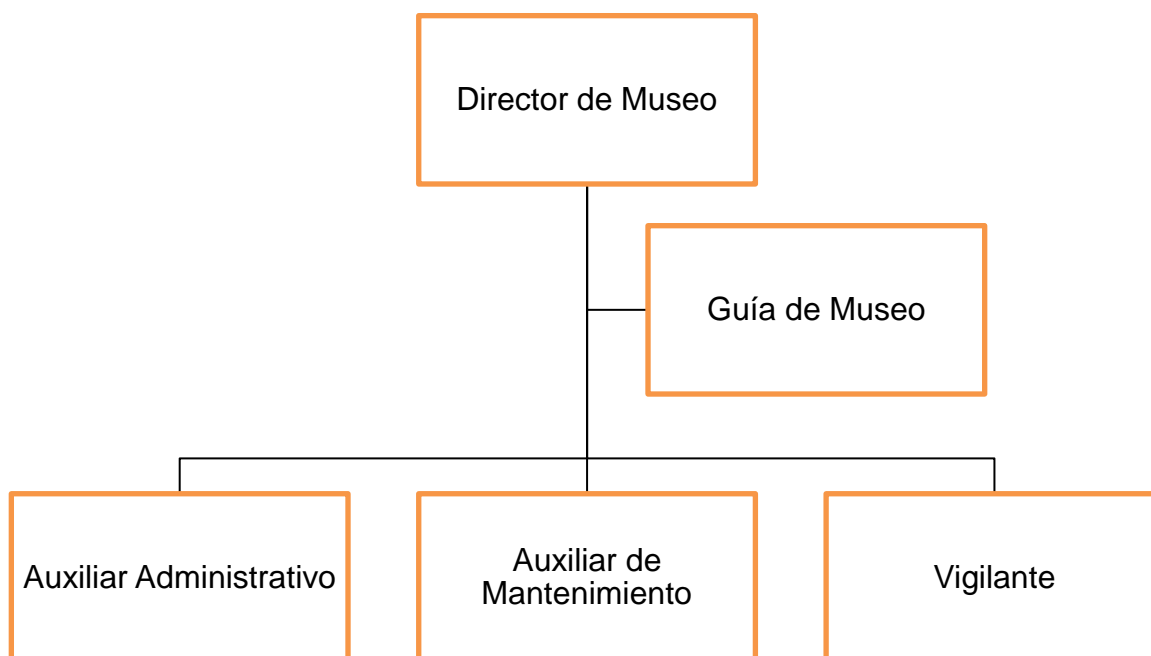 Director de Museo
Guía de Museo
Auxiliar Administrativo
Auxiliar de
Mantenimiento
Vigilante